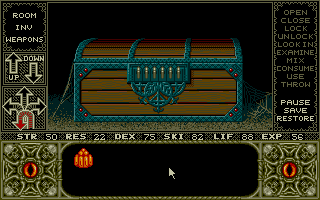 ROOM
INV
WEAPONS
UP
DOWN
OPEN
CLOSE
LOCK
UNLOCK
LOOK IN
EXAMINE
MIX
CONSUME
USE
THROW
PAUSE
SAVE
RESTORE
STR 50 RES 22 DEX 75 SKI 82 LIF 88 EXP 56